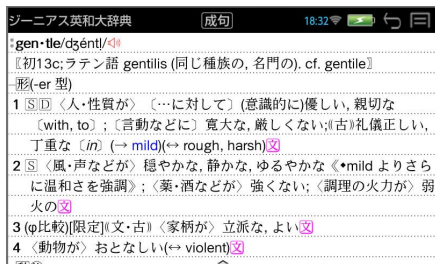 ジーニアス英和大辞典 成句 18:32
gen・tle/dʒéntl/
〖初13c;ラテン語 gentilis (同じ種族の, 名門の). cf. gentile〗
形(-er 型)
1 S D 〈人・性質が〉〔…に対して〕(意識的に)優しい, 親切な
〔with, to〕;〔言動などに〕寛大な, 厳しくない;⸨古⸩礼儀正しい,
丁重な〔in〕(→ mild)(↔ rough, harsh)文
2 S 〈風・声などが〉穏やかな, 静かな, ゆるやかな《◆mild よりさら
に温和さを強調》;〈薬・酒などが〉強くない;〈調理の火力が〉弱
火の文
3 (φ比較)[限定]⸨文・古⸩〈家柄が〉立派な, よい文
4 〈動物が〉おとなしい(↔ violent)文